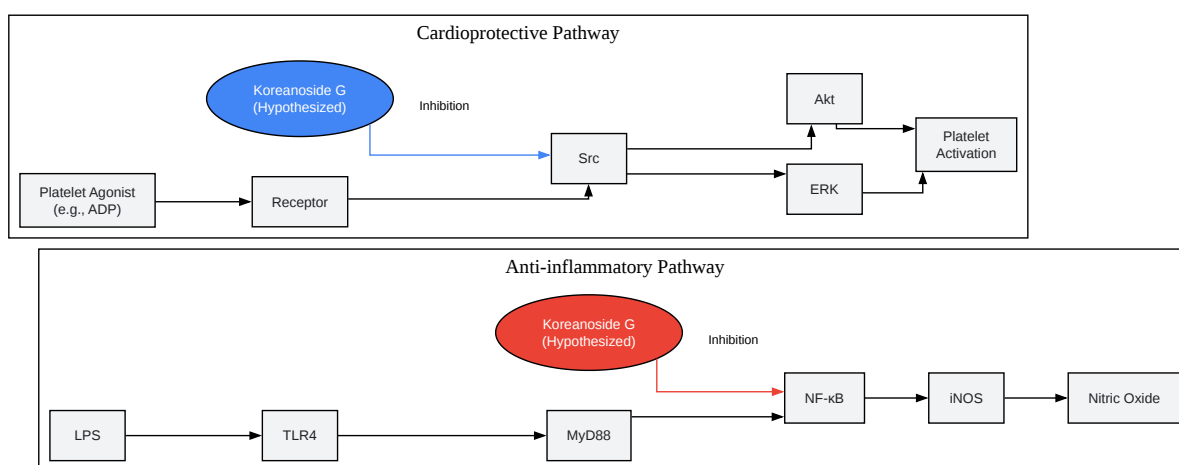 Cardioprotective Pathway
Koreanoside G
(Hypothesized)
Inhibition
Akt
Platelet
Activation
Src
Platelet Agonist
(e.g., ADP)
Receptor
ERK
Anti-inflammatory Pathway
Koreanoside G
(Hypothesized)
Inhibition
NF-κB
iNOS
Nitric Oxide
LPS
TLR4
MyD88